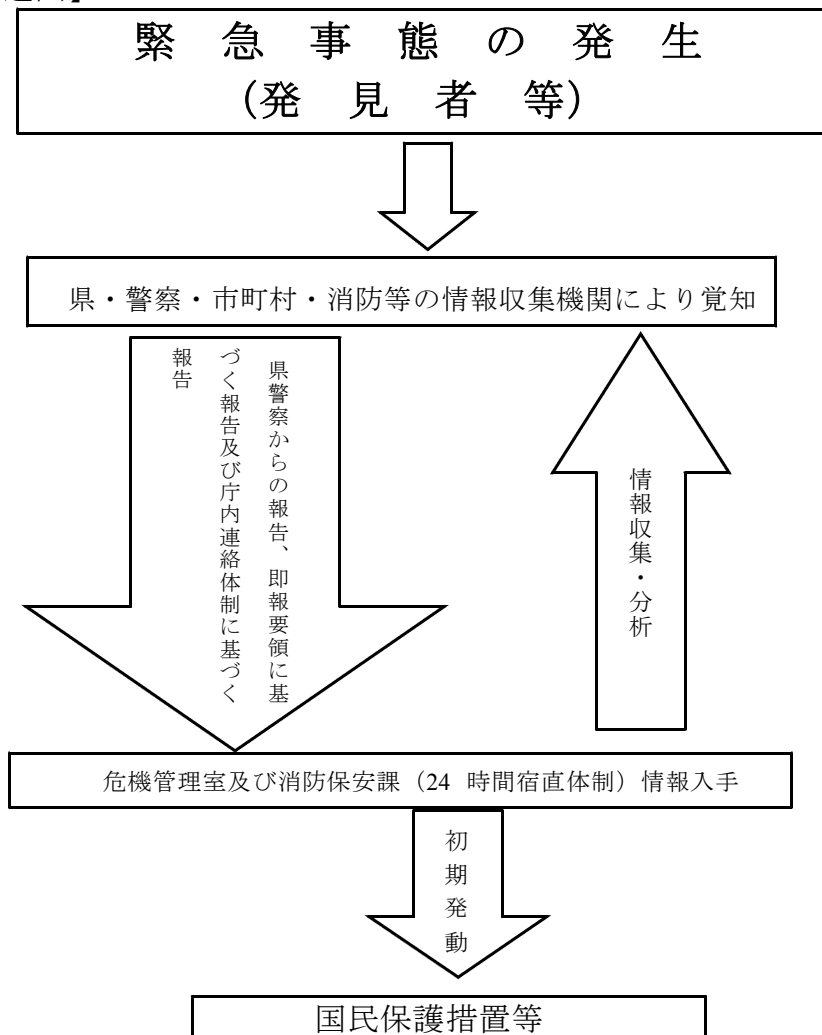 緊急事態の発生
(発見者等)
県・警察・市町村・消防等の情報収集機関により覚知
県警察からの報告、即報要領に基
づく報告及び庁内連絡体制に基づく
報告
情報収集・分析
危機管理室及び消防保安課（24 時間宿直体制）情報入手
初期発動
国民保護措置等